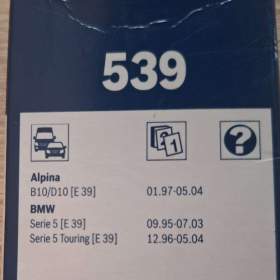 539
Alpina
B10/D10 [E 39] 01.97-05.04
BMW
Serie 5 [E 39] 09.95-07.03
Serie 5 Touring [E 39] 12.96-05.04